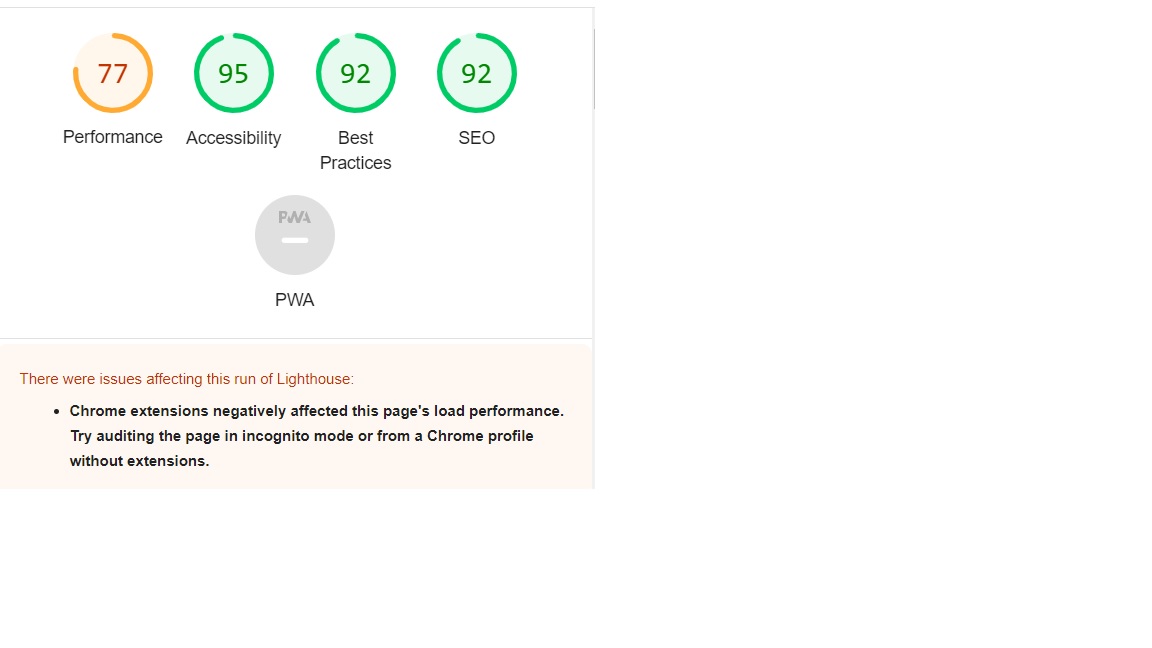 77
95
92
92
Performance
Accessibility
Best
Practices
SEO
PWA
PWA
There were issues affecting this run of Lighthouse:
• Chrome extensions negatively affected this page's load performance.
Try auditing the page in incognito mode or from a Chrome profile
without extensions.